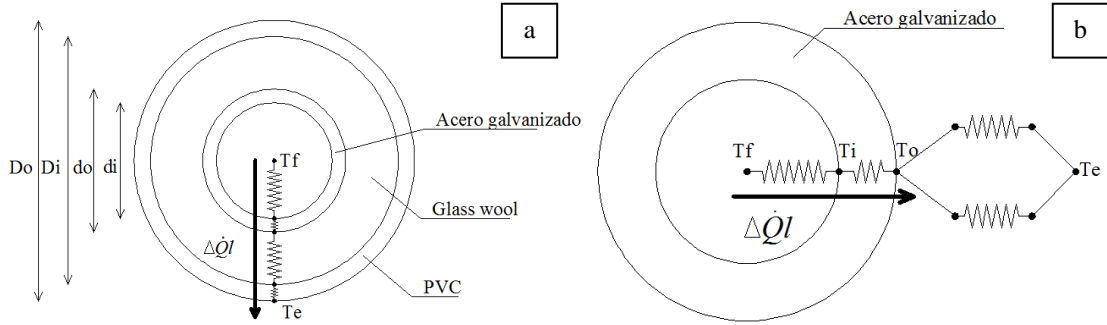 a
Acero galvanizado
Do Di do di
Tf
Glass wool
ΔQ̇l
PVC
Te
b
Acero galvanizado
Tf Ti To Te
ΔQ̇l